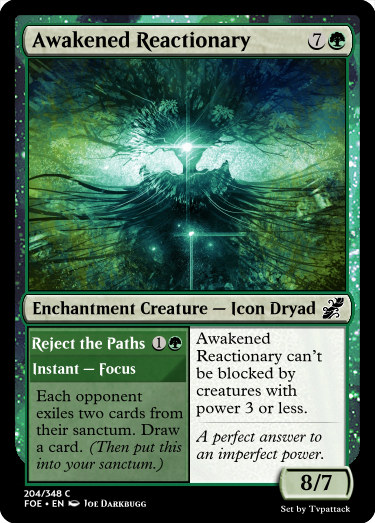 Awakened Reactionary 7
Enchantment Creature — Icon Dryad
Reject the Paths 1
Instant — Focus
Each opponent
exiles two cards from
their sanctum. Draw
a card. (Then put this
into your sanctum.)
Awakened
Reactionary can't
be blocked by
creatures with
power 3 or less.
A perfect answer to
an imperfect power.
8/7
204/348 C
FOE • EN Joe Darkbugg
Set by Tvpattack